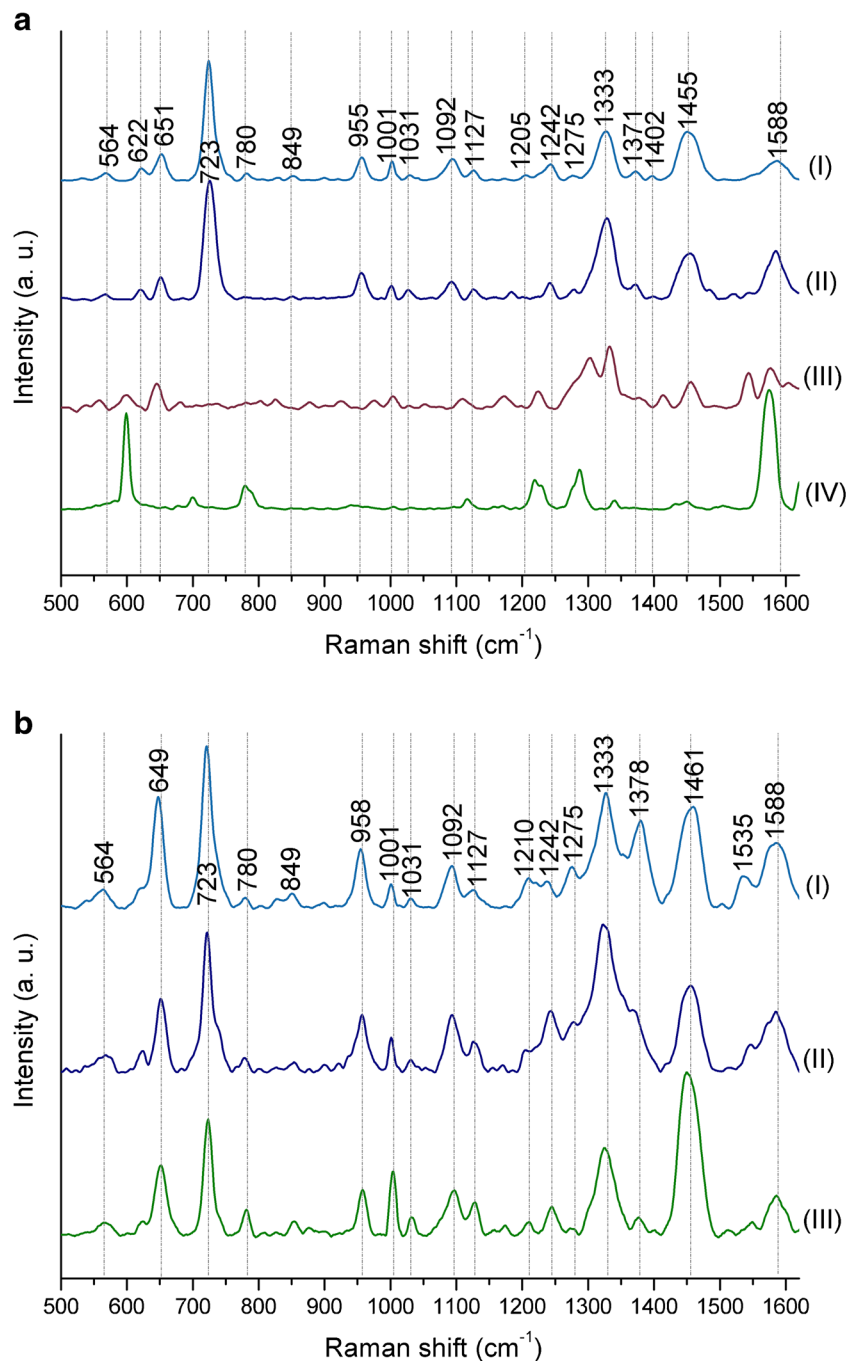 a
564 622 651 723 780 849 955 1001 1031 1092 1127 1205 1242 1275 1333 1371 1402 1455 1588
(I)
(II)
(III)
(IV)
Intensity (a. u.)
500 600 700 800 900 1000 1100 1200 1300 1400 1500 1600
Raman shift (cm⁻¹)
b
564 649 723 780 849 958 1001 1031 1092 1127 1210 1242 1275 1333 1378 1461 1535 1588
(I)
(II)
(III)
Intensity (a. u.)
500 600 700 800 900 1000 1100 1200 1300 1400 1500 1600
Raman shift (cm⁻¹)